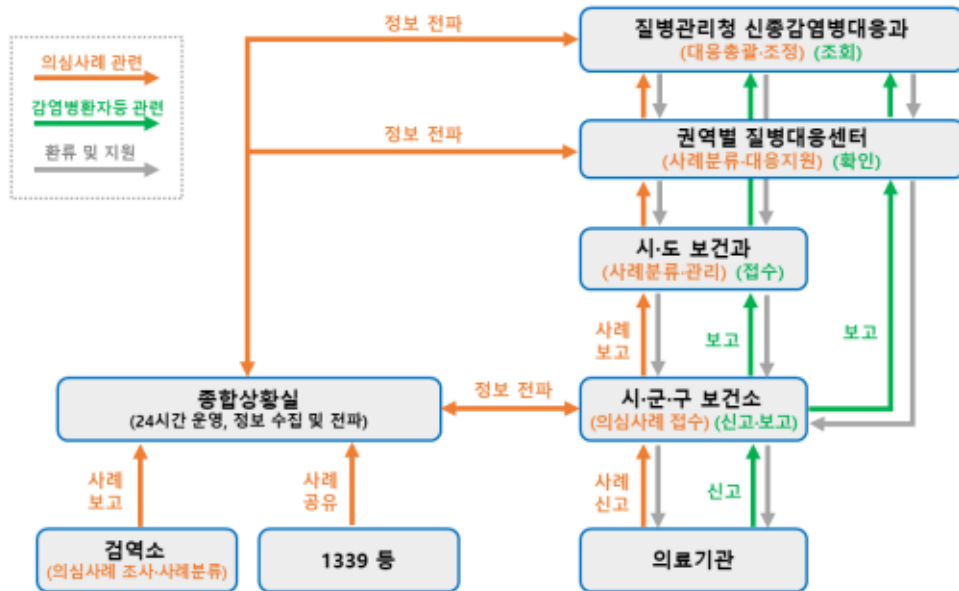 정보 전파
질병관리청 신종감염병대응과
(대응총괄·조정) (조회)
의심사례 관련
감염병환자등 관련
환류 및 지원
정보 전파
권역별 질병대응센터
(사례분류·대응지원) (확인)
시·도 보건과
(사례분류·관리) (접수)
사례
보고
보고
보고
종합상황실
(24시간 운영, 정보 수집 및 전파)
정보 전파
시·군·구 보건소
(의심사례 접수) (신고·보고)
사례
보고
사례
공유
사례
신고
신고
검역소
(의심사례 조사·사례분류)
1339 등
의료기관